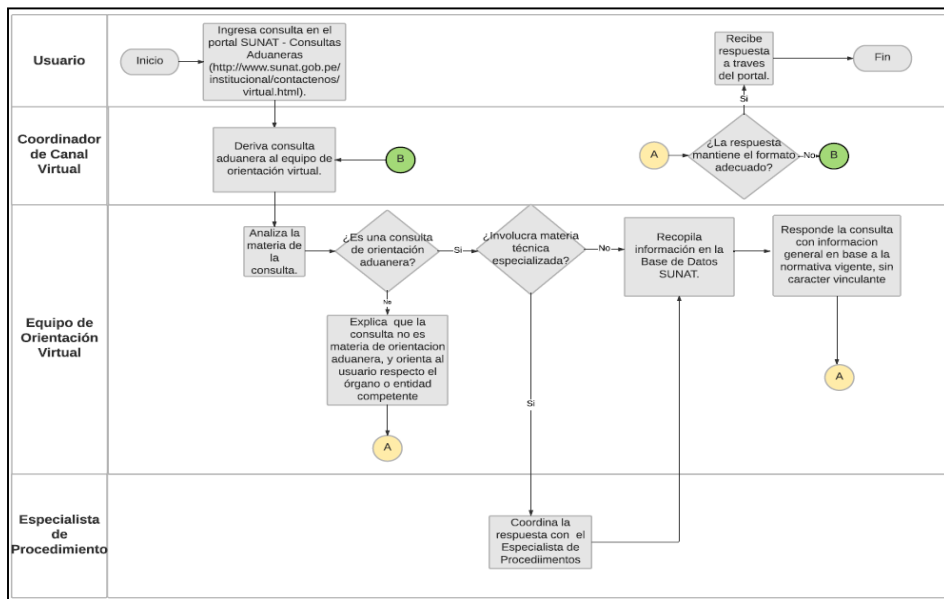 Usuario
Inicio
Ingresa consulta en el
portal SUNAT - Consultas
Aduaneras
(http://www.sunat.gob.pe/
institucional/contactenos/
virtual.html).
Recibe
respuesta
a traves
del portal.
Fin
Si
Coordinador
de Canal
Virtual
Deriva consulta
aduanera al equipo de
orientación virtual.
B
A
¿La respuesta
mantiene el formato
adecuado?
No
B
Equipo de
Orientación
Virtual
Analiza la
materia de
la
consulta.
¿Es una consulta
de orientación
aduanera?
Si
¿Involucra materia
técnica
especializada?
No
Recopila
información en la
Base de Datos
SUNAT.
Responde la consulta
con informacion
general en base a la
normativa vigente, sin
caracter vinculante
No
Explica que la
consulta no es
materia de orientacion
aduanera, y orienta al
usuario respecto el
órgano o entidad
competente
A
Si
A
Especialista
de
Procedimiento
Coordina la
respuesta con el
Especialista de
Procediimentos